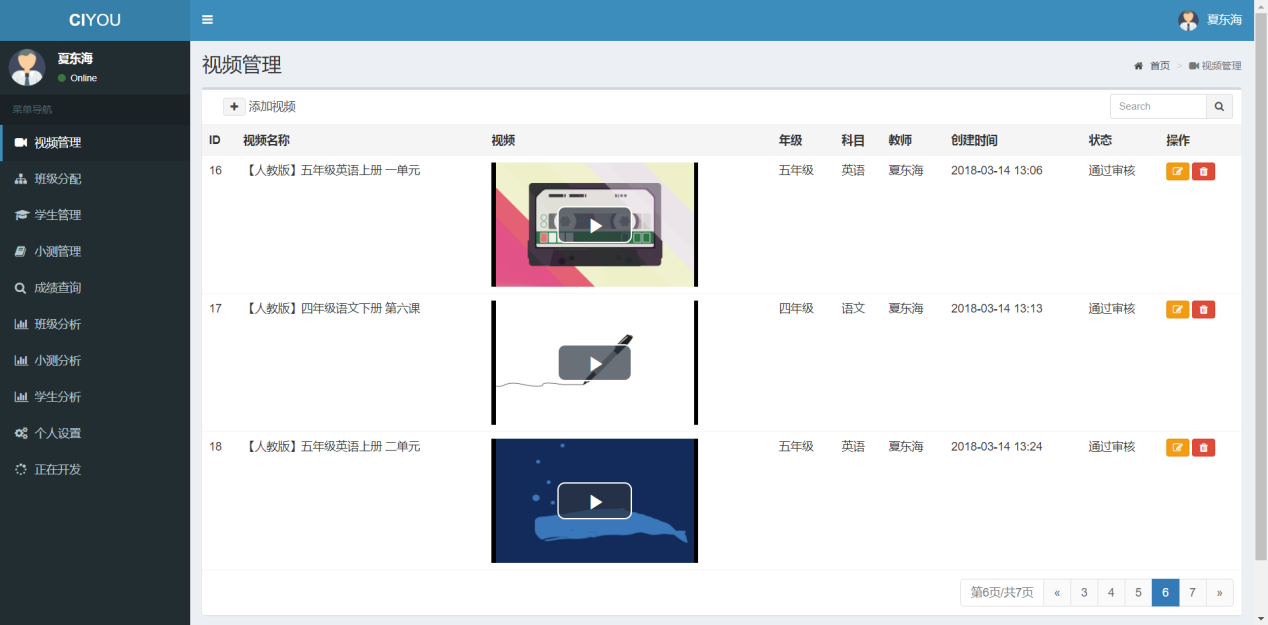 CIYOU
夏东海
夏东海
Online
菜单导航
视频管理
班级分配
学生管理
小测管理
成绩查询
班级分析
小测分析
学生分析
个人设置
正在开发
视频管理
首页 > 视频管理
添加视频
Search
ID 视频名称 视频 年级 科目 教师 创建时间 状态 操作
16 【人教版】五年级英语上册 一单元 五年级 英语 夏东海 2018-03-14 13:06 通过审核
17 【人教版】四年级语文下册 第六课 四年级 语文 夏东海 2018-03-14 13:13 通过审核
18 【人教版】五年级英语上册 二单元 五年级 英语 夏东海 2018-03-14 13:24 通过审核
第6页/共7页 « 3 4 5 6 7 »